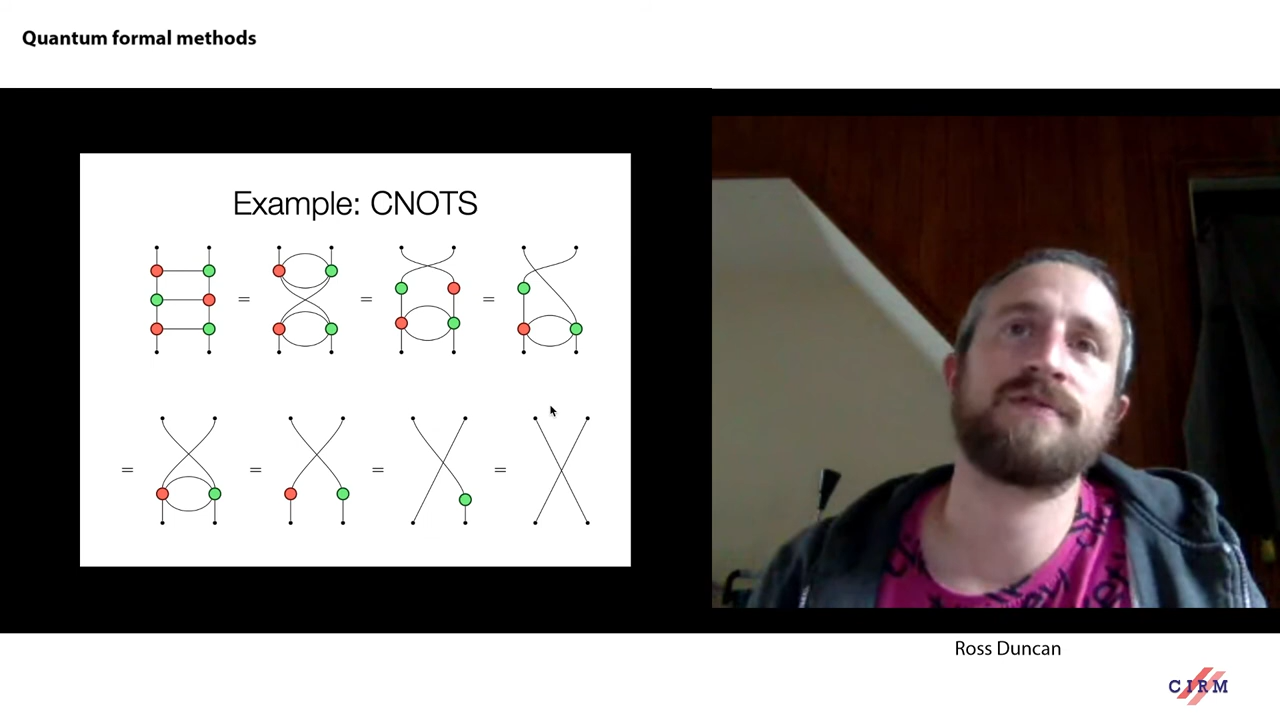 Quantum formal methods
Example: CNOTS
= = =
= = = =
Ross Duncan
CIRM